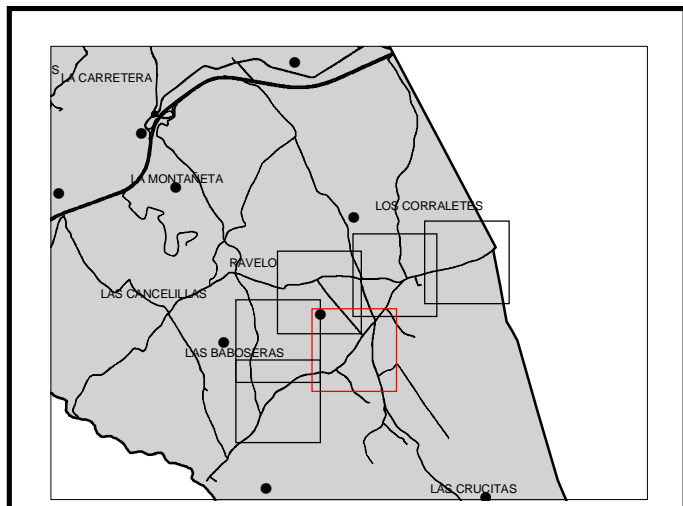 S
LA CARRETERA
LA MONTAÑETA
LOS CORRALETES
RAVELO
LAS CANCELILLAS
LAS BABOSERAS
LAS CRUCITAS